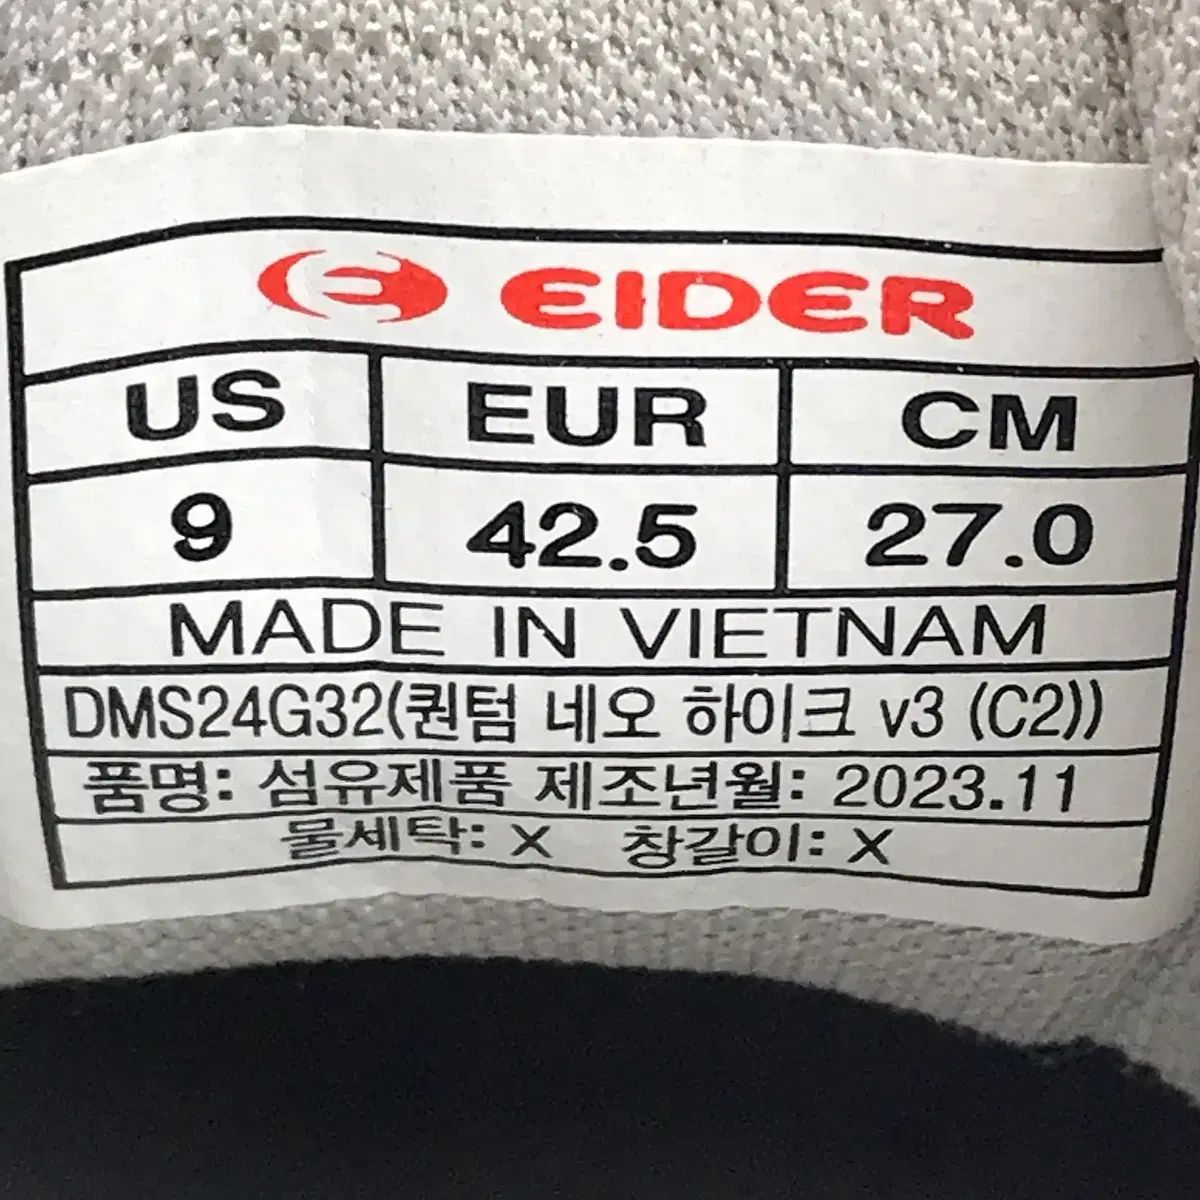 EIDER
US EUR CM
9 42.5 27.0
MADE IN VIETNAM
DMS24G32(퀀텀 네오 하이크 v3 (C2))
품명: 섬유제품 제조년월: 2023.11
물세탁: X 창갈이: X